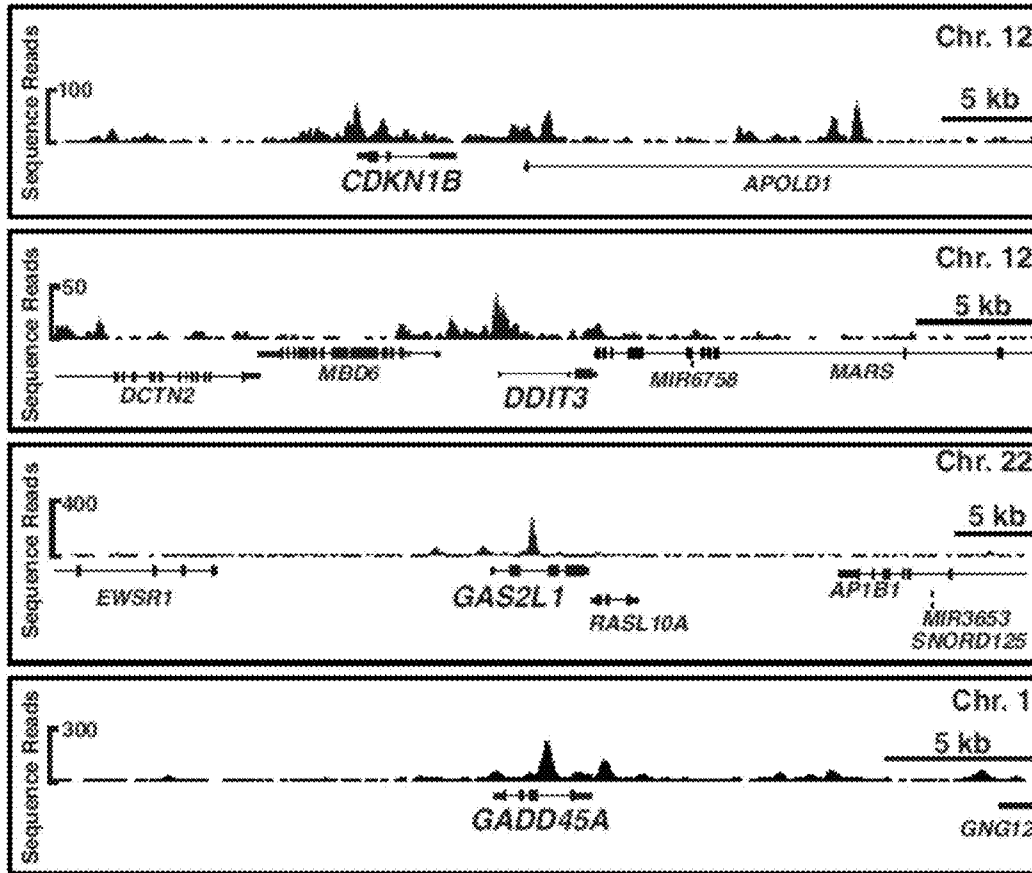 Chr. 12
Sequence Reads
100
5 kb
CDKN1B
APOLD1
Chr. 12
Sequence Reads
50
5 kb
MBD6
MIR6758
MARS
DCTN2
DDIT3
Chr. 22
Sequence Reads
400
5 kb
EWSR1
GAS2L1
AP1B1
RASL10A
MIR3653
SNORD125
Chr. 1
Sequence Reads
300
5 kb
GADD45A
GNG12